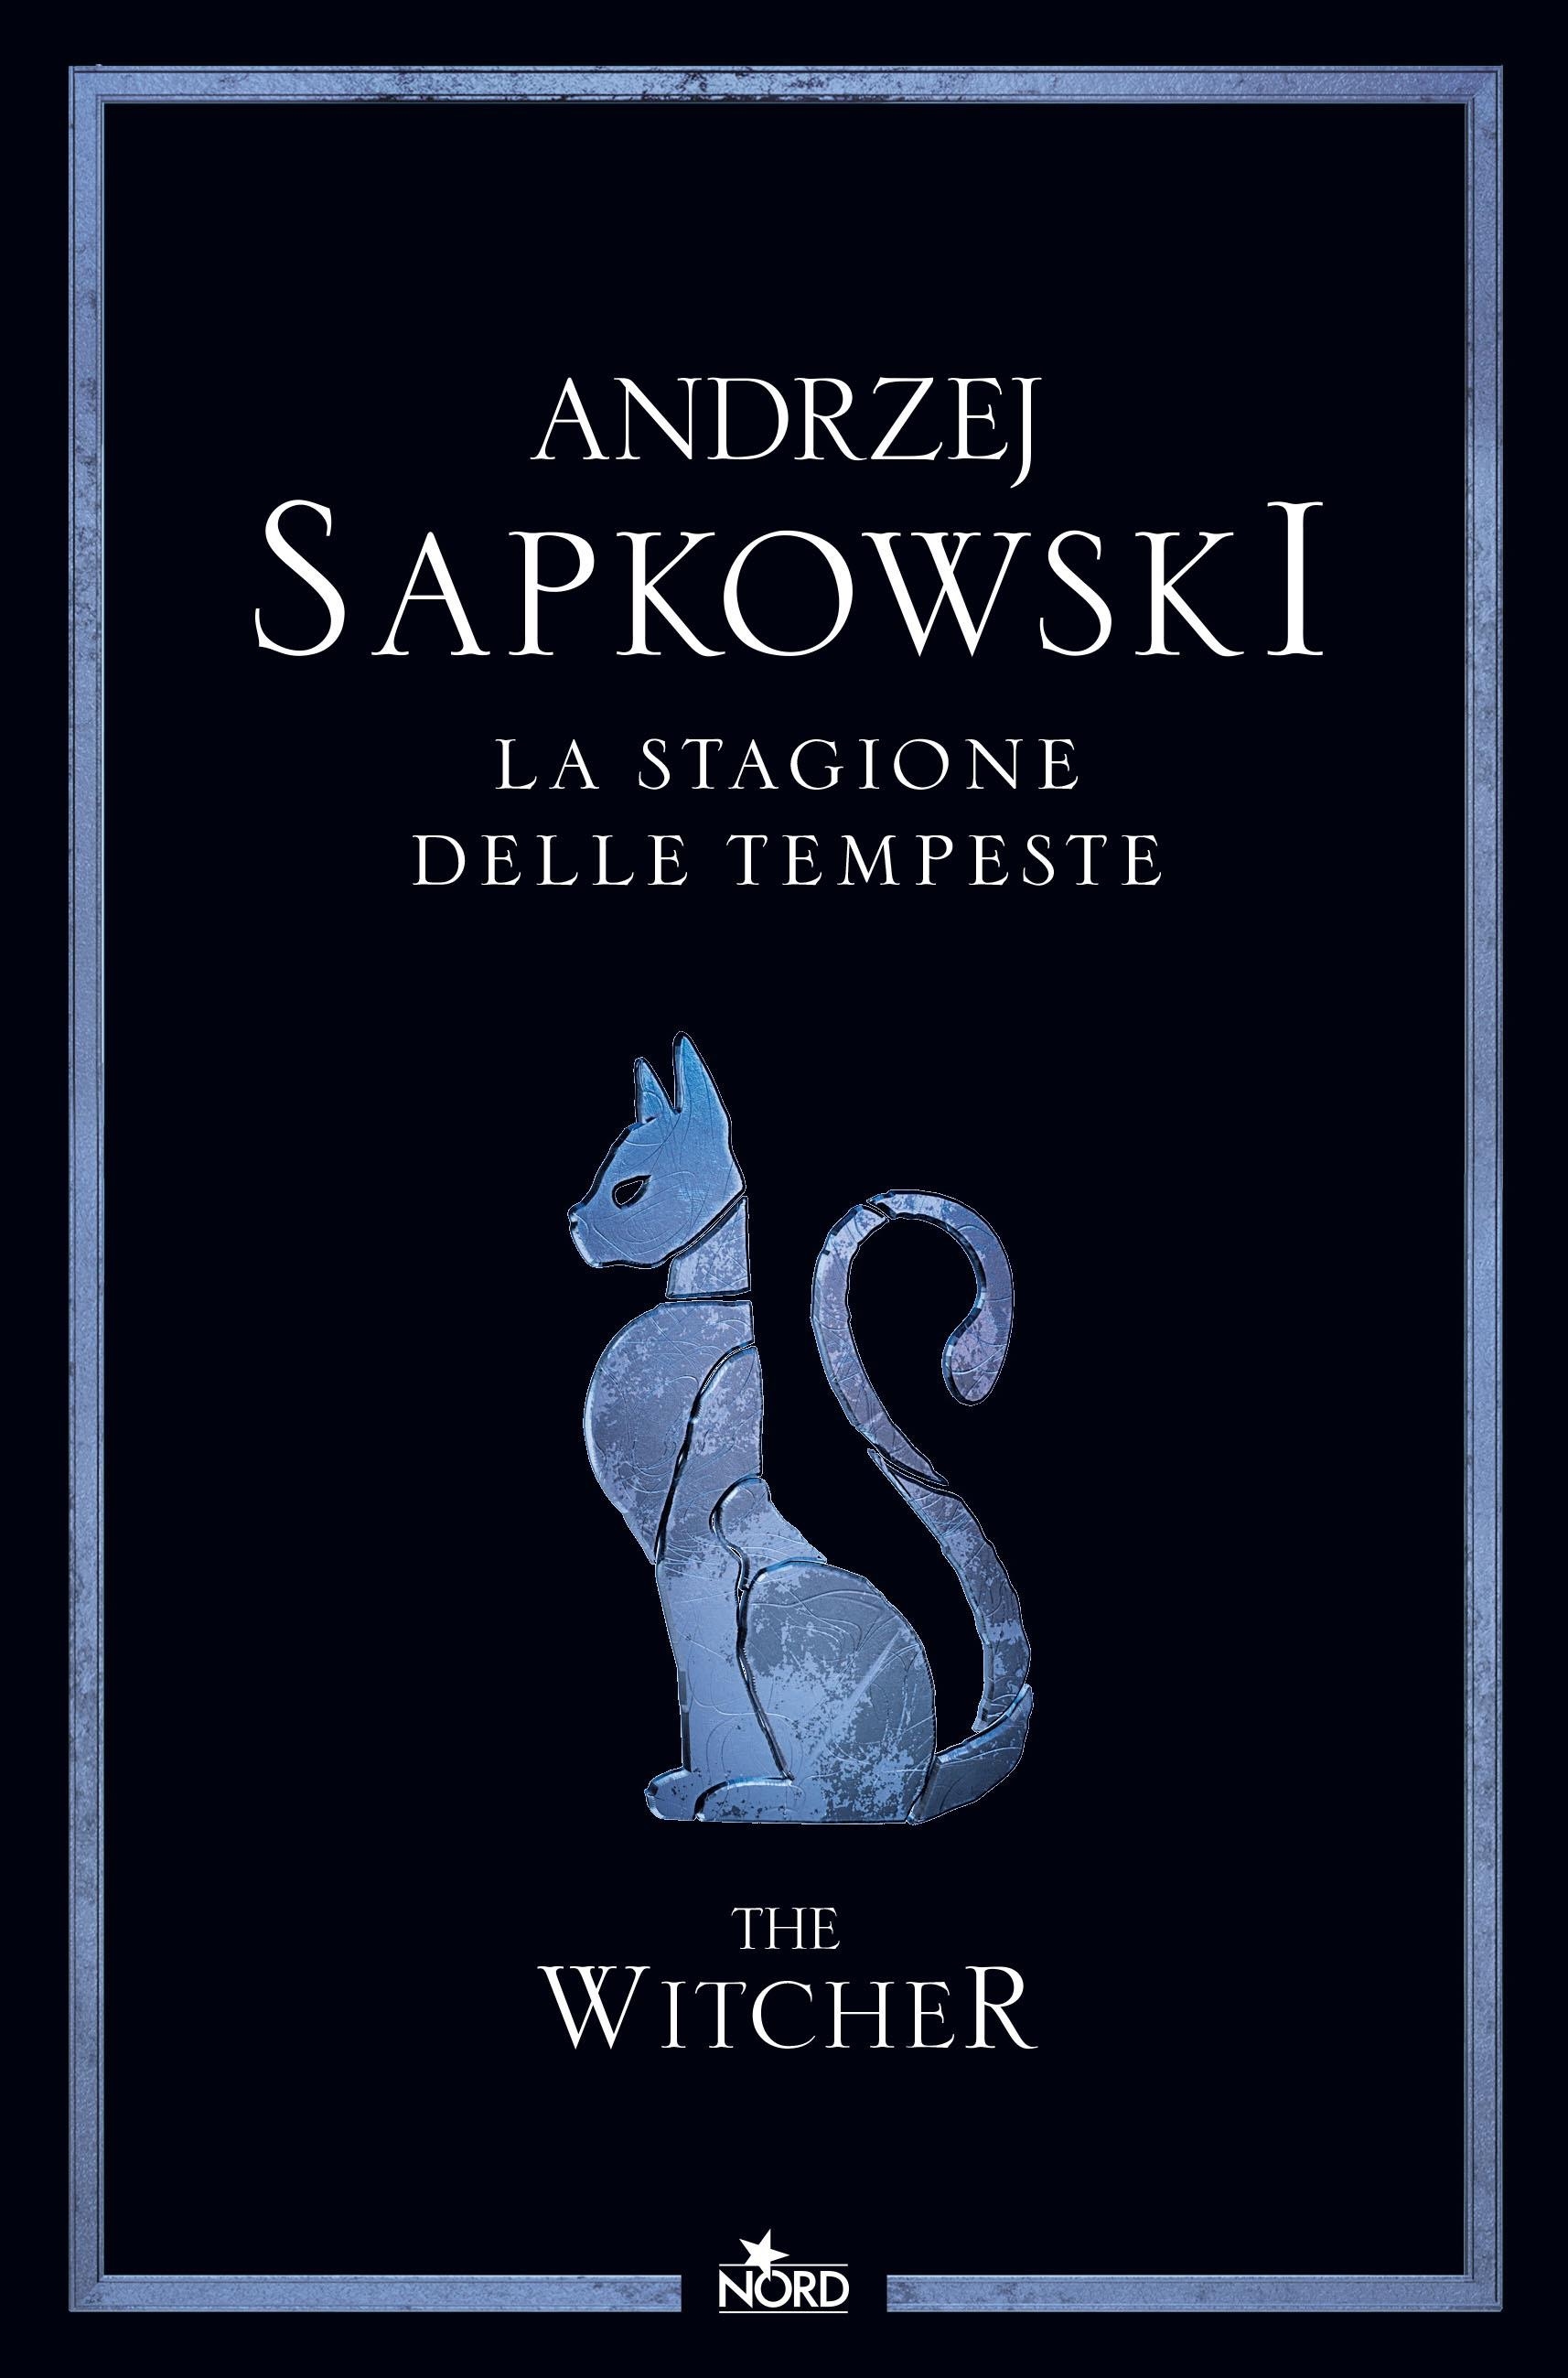 ANDRZEJ
SAPKOWSKI
LA STAGIONE
DELLE TEMPESTE
THE
WITCHER
NORD